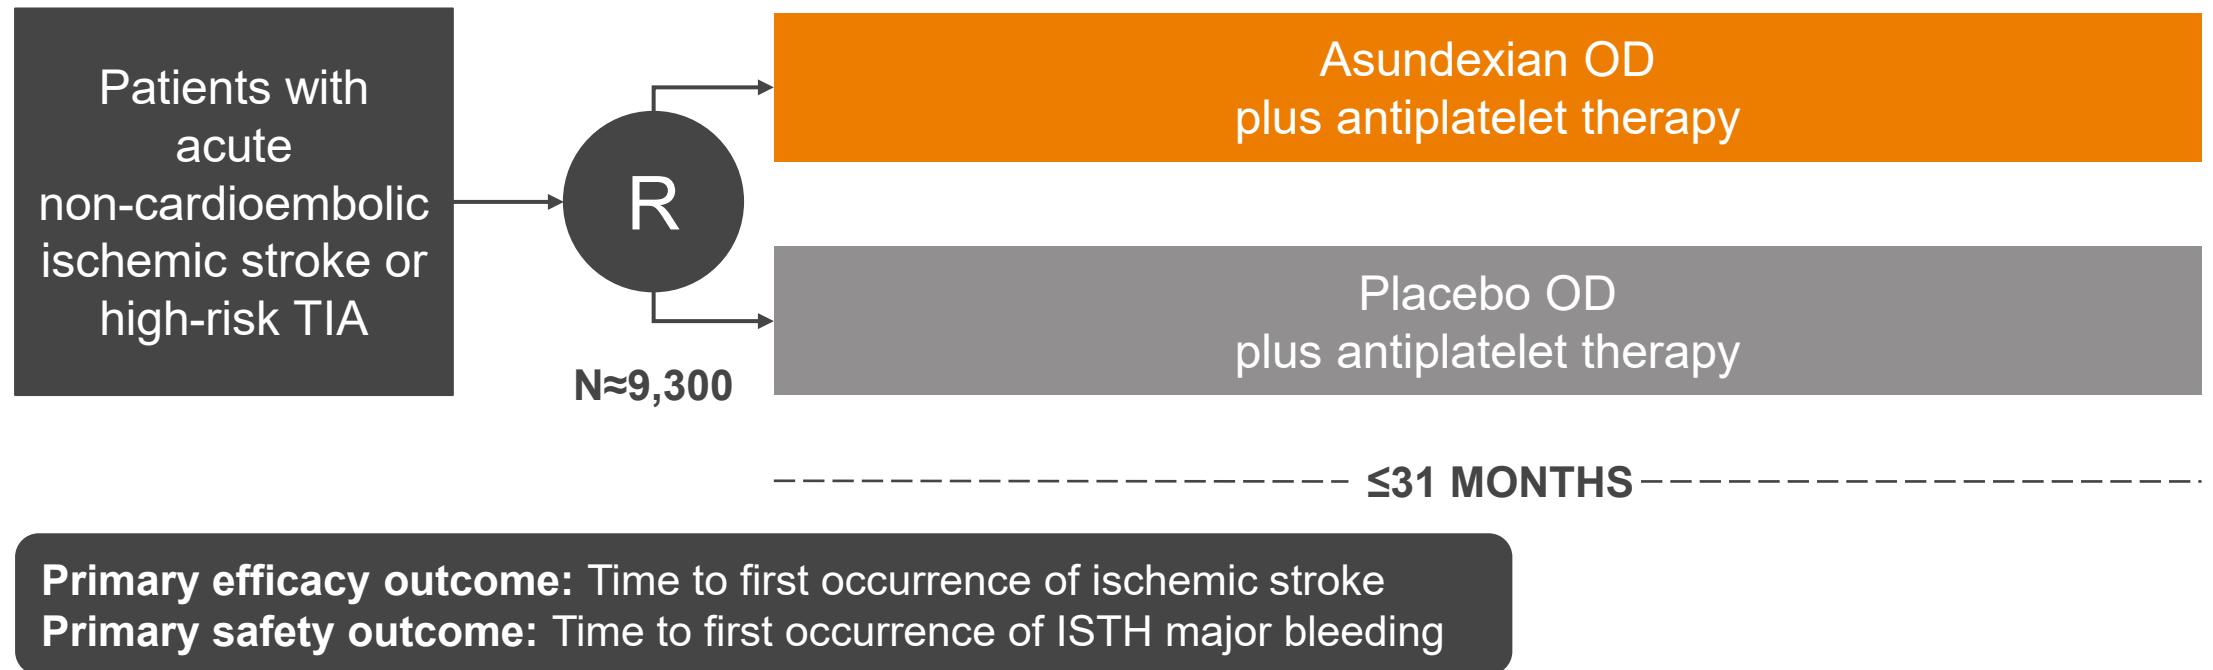 Patients with
acute
non-cardioembolic
ischemic stroke or
high-risk TIA
R
N≈9,300
Asundexian OD
plus antiplatelet therapy
Placebo OD
plus antiplatelet therapy
≤31 MONTHS
Primary efficacy outcome: Time to first occurrence of ischemic stroke
Primary safety outcome: Time to first occurrence of ISTH major bleeding